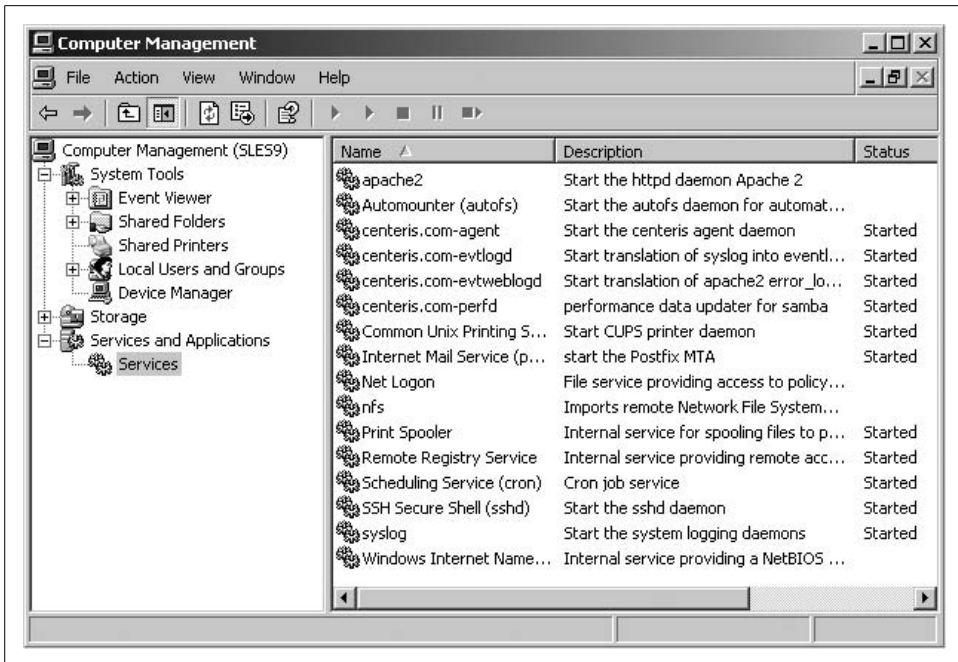 Computer Management
File Action View Window Help
Computer Management (SLES9)
System Tools
Event Viewer
Shared Folders
Shared Printers
Local Users and Groups
Device Manager
Storage
Services and Applications
Services
Name Description Status
apache2 Start the httpd daemon Apache 2
Automounter (autofs) Start the autofs daemon for automat...
centeris.com-agent Start the centeris agent daemon Started
centeris.com-evtlogd Start translation of syslog into eventl... Started
centeris.com-evtweblogd Start translation of apache2 error_lo... Started
centeris.com-perfd performance data updater for samba Started
Common Unix Printing S... Start CUPS printer daemon Started
Internet Mail Service (p... start the Postfix MTA Started
Net Logon File service providing access to policy...
nfs Imports remote Network File System...
Print Spooler Internal service for spooling files to p... Started
Remote Registry Service Internal service providing remote acc... Started
Scheduling Service (cron) Cron job service Started
SSH Secure Shell (sshd) Start the sshd daemon Started
syslog Start the system logging daemons Started
Windows Internet Name... Internal service providing a NetBIOS ...